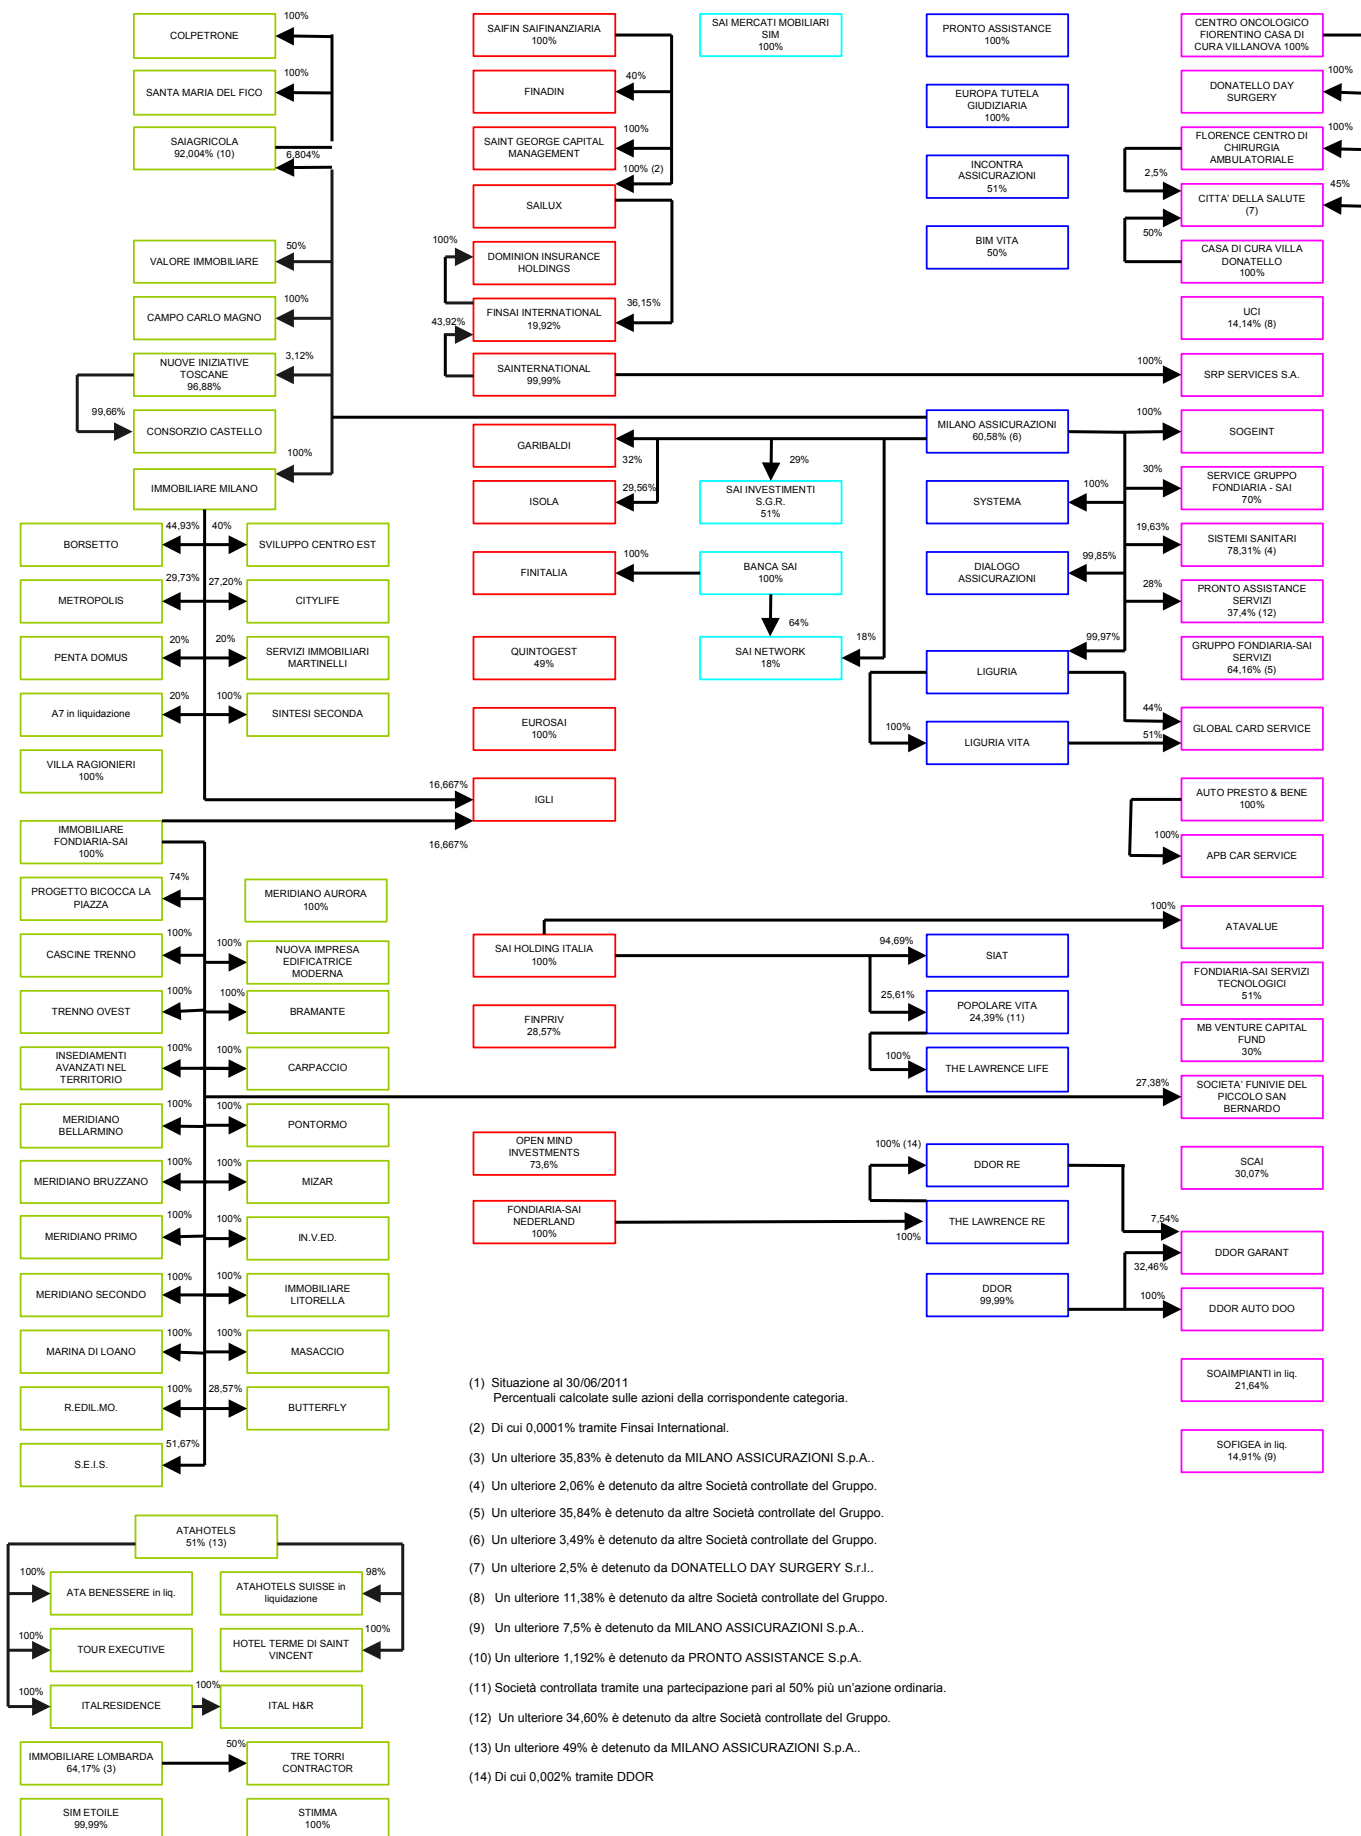 COLPETRONE
100%
SANTA MARIA DEL FICO
100%
SAIAGRICOLA
92,004% (10)
6,804%
VALORE IMMOBILIARE
50%
CAMPO CARLO MAGNO
100%
NUOVE INIZIATIVE
TOSCANE
96,88%
3,12%
99,66%
CONSORZIO CASTELLO
100%
IMMOBILIARE MILANO
BORSETTO
44,93%
40%
SVILUPPO CENTRO EST
METROPOLIS
29,73%
27,20%
CITYLIFE
PENTA DOMUS
20%
20%
SERVIZI IMMOBILIARI
MARTINELLI
A7 in liquidazione
20%
100%
SINTESI SECONDA
VILLA RAGIONIERI
100%
IMMOBILIARE
FONDIARIA-SAI
100%
PROGETTO BICOCCA LA
PIAZZA
74%
MERIDIANO AURORA
100%
CASCINE TRENNO
100%
100%
NUOVA IMPRESA
EDIFICATRICE
MODERNA
TRENNO OVEST
100%
100%
BRAMANTE
INSEDIAMENTI
AVANZATI NEL
TERRITORIO
100%
100%
CARPACCIO
MERIDIANO
BELLARMINO
100%
100%
PONTORMO
MERIDIANO BRUZZANO
100%
100%
MIZAR
MERIDIANO PRIMO
100%
100%
IN.V.ED.
MERIDIANO SECONDO
100%
100%
IMMOBILIARE
LITORELLA
MARINA DI LOANO
100%
100%
MASACCIO
R.EDIL.MO.
100%
28,57%
BUTTERFLY
S.E.I.S.
51,67%
ATAHOTELS
51% (13)
100%
ATA BENESSERE in liq.
ATAHOTELS SUISSE in
liquidazione
98%
100%
TOUR EXECUTIVE
HOTEL TERME DI SAINT
VINCENT
100%
100%
ITALRESIDENCE
100%
ITAL H&R
IMMOBILIARE LOMBARDA
64,17% (3)
50%
TRE TORRI
CONTRACTOR
SIM ETOILE
99,99%
STIMMA
100%
SAIFIN SAIFINANZIARIA
100%
FINADIN
40%
SAINT GEORGE CAPITAL
MANAGEMENT
100%
100% (2)
SAILUX
100%
DOMINION INSURANCE
HOLDINGS
FINSAI INTERNATIONAL
19,92%
36,15%
43,92%
SAINTERNATIONAL
99,99%
GARIBALDI
32%
ISOLA
29,56%
FINITALIA
100%
QUINTOGEST
49%
EUROSAI
100%
16,667%
IGLI
16,667%
SAI HOLDING ITALIA
100%
FINPRIV
28,57%
OPEN MIND
INVESTMENTS
73,6%
FONDIARIA-SAI
NEDERLAND
100%
SAI MERCATI MOBILIARI
SIM
100%
29%
SAI INVESTIMENTI
S.G.R.
51%
BANCA SAI
100%
64%
SAI NETWORK
18%
18%
PRONTO ASSISTANCE
100%
EUROPA TUTELA
GIUDIZIARIA
100%
INCONTRA
ASSICURAZIONI
51%
BIM VITA
50%
MILANO ASSICURAZIONI
60,58% (6)
SYSTEMA
100%
DIALOGO
ASSICURAZIONI
99,85%
99,97%
LIGURIA
100%
LIGURIA VITA
94,69%
SIAT
25,61%
POPOLARE VITA
24,39% (11)
100%
THE LAWRENCE LIFE
100% (14)
DDOR RE
100%
THE LAWRENCE RE
DDOR
99,99%
CENTRO ONCOLOGICO
FIORENTINO CASA DI
CURA VILLANOVA 100%
DONATELLO DAY
SURGERY
100%
FLORENCE CENTRO DI
CHIRURGIA
AMBULATORIALE
100%
2,5%
CITTA' DELLA SALUTE
(7)
45%
50%
CASA DI CURA VILLA
DONATELLO
100%
UCI
14,14% (8)
100%
SRP SERVICES S.A.
100%
SOGEINT
30%
SERVICE GRUPPO
FONDIARIA - SAI
70%
19,63%
SISTEMI SANITARI
78,31% (4)
28%
PRONTO ASSISTANCE
SERVIZI
37,4% (12)
GRUPPO FONDIARIA-SAI
SERVIZI
64,16% (5)
44%
GLOBAL CARD SERVICE
51%
AUTO PRESTO & BENE
100%
100%
APB CAR SERVICE
100%
ATAVALUE
FONDIARIA-SAI SERVIZI
TECNOLOGICI
51%
MB VENTURE CAPITAL
FUND
30%
27,38%
SOCIETA' FUNIVIE DEL
PICCOLO SAN
BERNARDO
SCAI
30,07%
7,54%
DDOR GARANT
32,46%
100%
DDOR AUTO DOO
SOAIMPIANTI in liq.
21,64%
SOFIGEA in liq.
14,91% (9)
(1) Situazione al 30/06/2011
Percentuali calcolate sulle azioni della corrispondente categoria.
(2) Di cui 0,0001% tramite Finsai International.
(3) Un ulteriore 35,83% è detenuto da MILANO ASSICURAZIONI S.p.A..
(4) Un ulteriore 2,06% è detenuto da altre Società controllate del Gruppo.
(5) Un ulteriore 35,84% è detenuto da altre Società controllate del Gruppo.
(6) Un ulteriore 3,49% è detenuto da altre Società controllate del Gruppo.
(7) Un ulteriore 2,5% è detenuto da DONATELLO DAY SURGERY S.r.l..
(8) Un ulteriore 11,38% è detenuto da altre Società controllate del Gruppo.
(9) Un ulteriore 7,5% è detenuto da MILANO ASSICURAZIONI S.p.A..
(10) Un ulteriore 1,192% è detenuto da PRONTO ASSISTANCE S.p.A.
(11) Società controllata tramite una partecipazione pari al 50% più un'azione ordinaria.
(12) Un ulteriore 34,60% è detenuto da altre Società controllate del Gruppo.
(13) Un ulteriore 49% è detenuto da MILANO ASSICURAZIONI S.p.A..
(14) Di cui 0,002% tramite DDOR